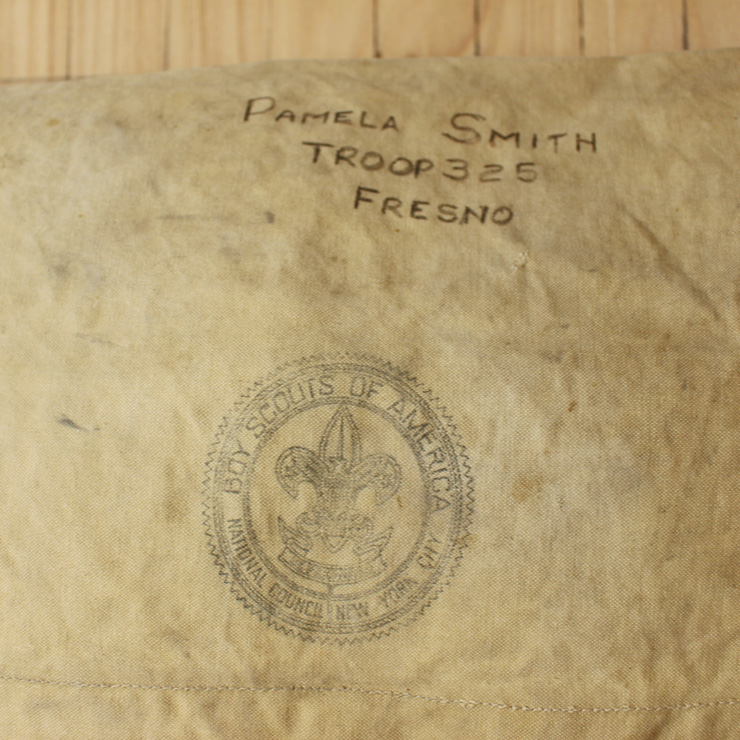 PAMELA SMITH
TROOP 325
FRESNO
BOY SCOUTS OF AMERICA
NATIONAL COUNCIL NEW YORK CITY